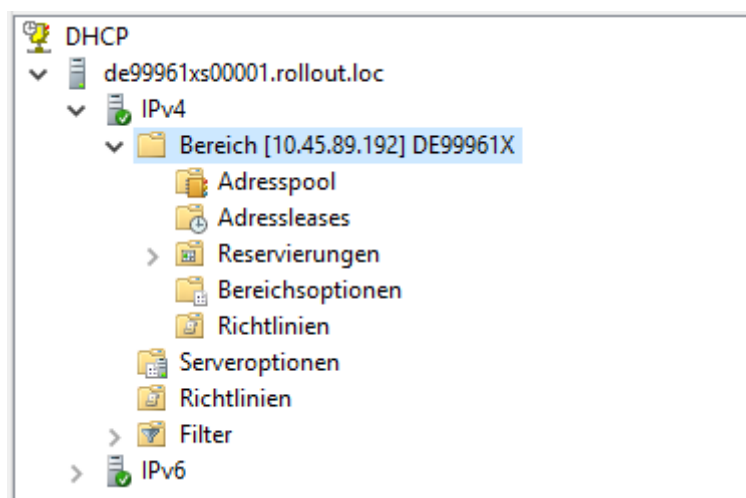 DHCP
de99961xs00001.rollout.loc
IPv4
Bereich [10.45.89.192] DE99961X
Adresspool
Adressleases
Reservierungen
Bereichsoptionen
Richtlinien
Serveroptionen
Richtlinien
Filter
IPv6